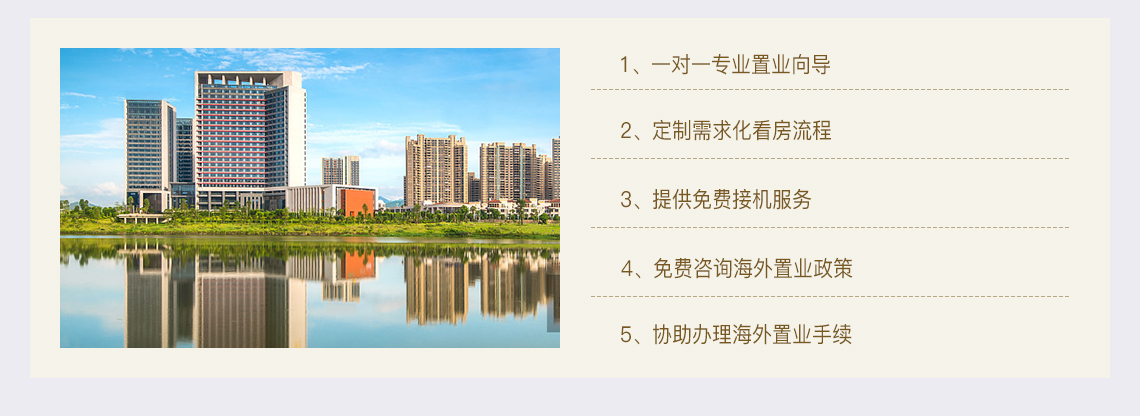 1、一对一专业置业向导
2、定制需求化看房流程
3、提供免费接机服务
4、免费咨询海外置业政策
5、协助办理海外置业手续